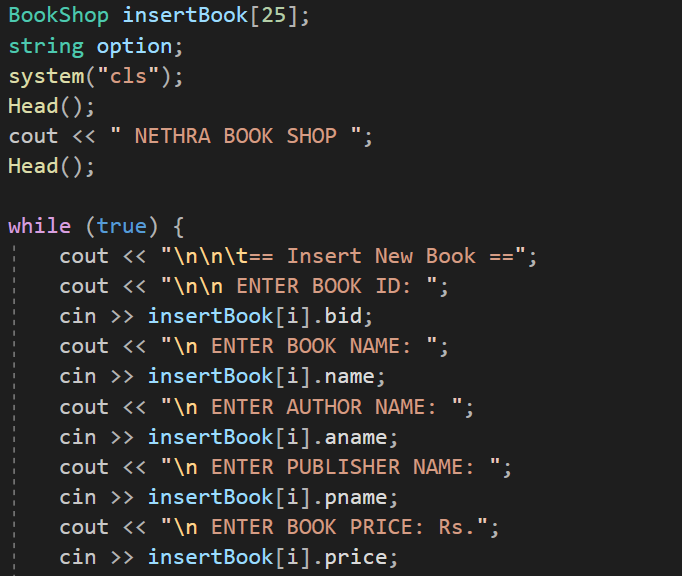 BookShop insertBook[25];
string option;
system("cls");
Head();
cout << " NETHRA BOOK SHOP ";
Head();
while (true) {
cout << "\n\n\t== Insert New Book ==";
cout << "\n\n ENTER BOOK ID: ";
cin >> insertBook[i].bid;
cout << "\n ENTER BOOK NAME: ";
cin >> insertBook[i].name;
cout << "\n ENTER AUTHOR NAME: ";
cin >> insertBook[i].aname;
cout << "\n ENTER PUBLISHER NAME: ";
cin >> insertBook[i].pname;
cout << "\n ENTER BOOK PRICE: Rs.";
cin >> insertBook[i].price;